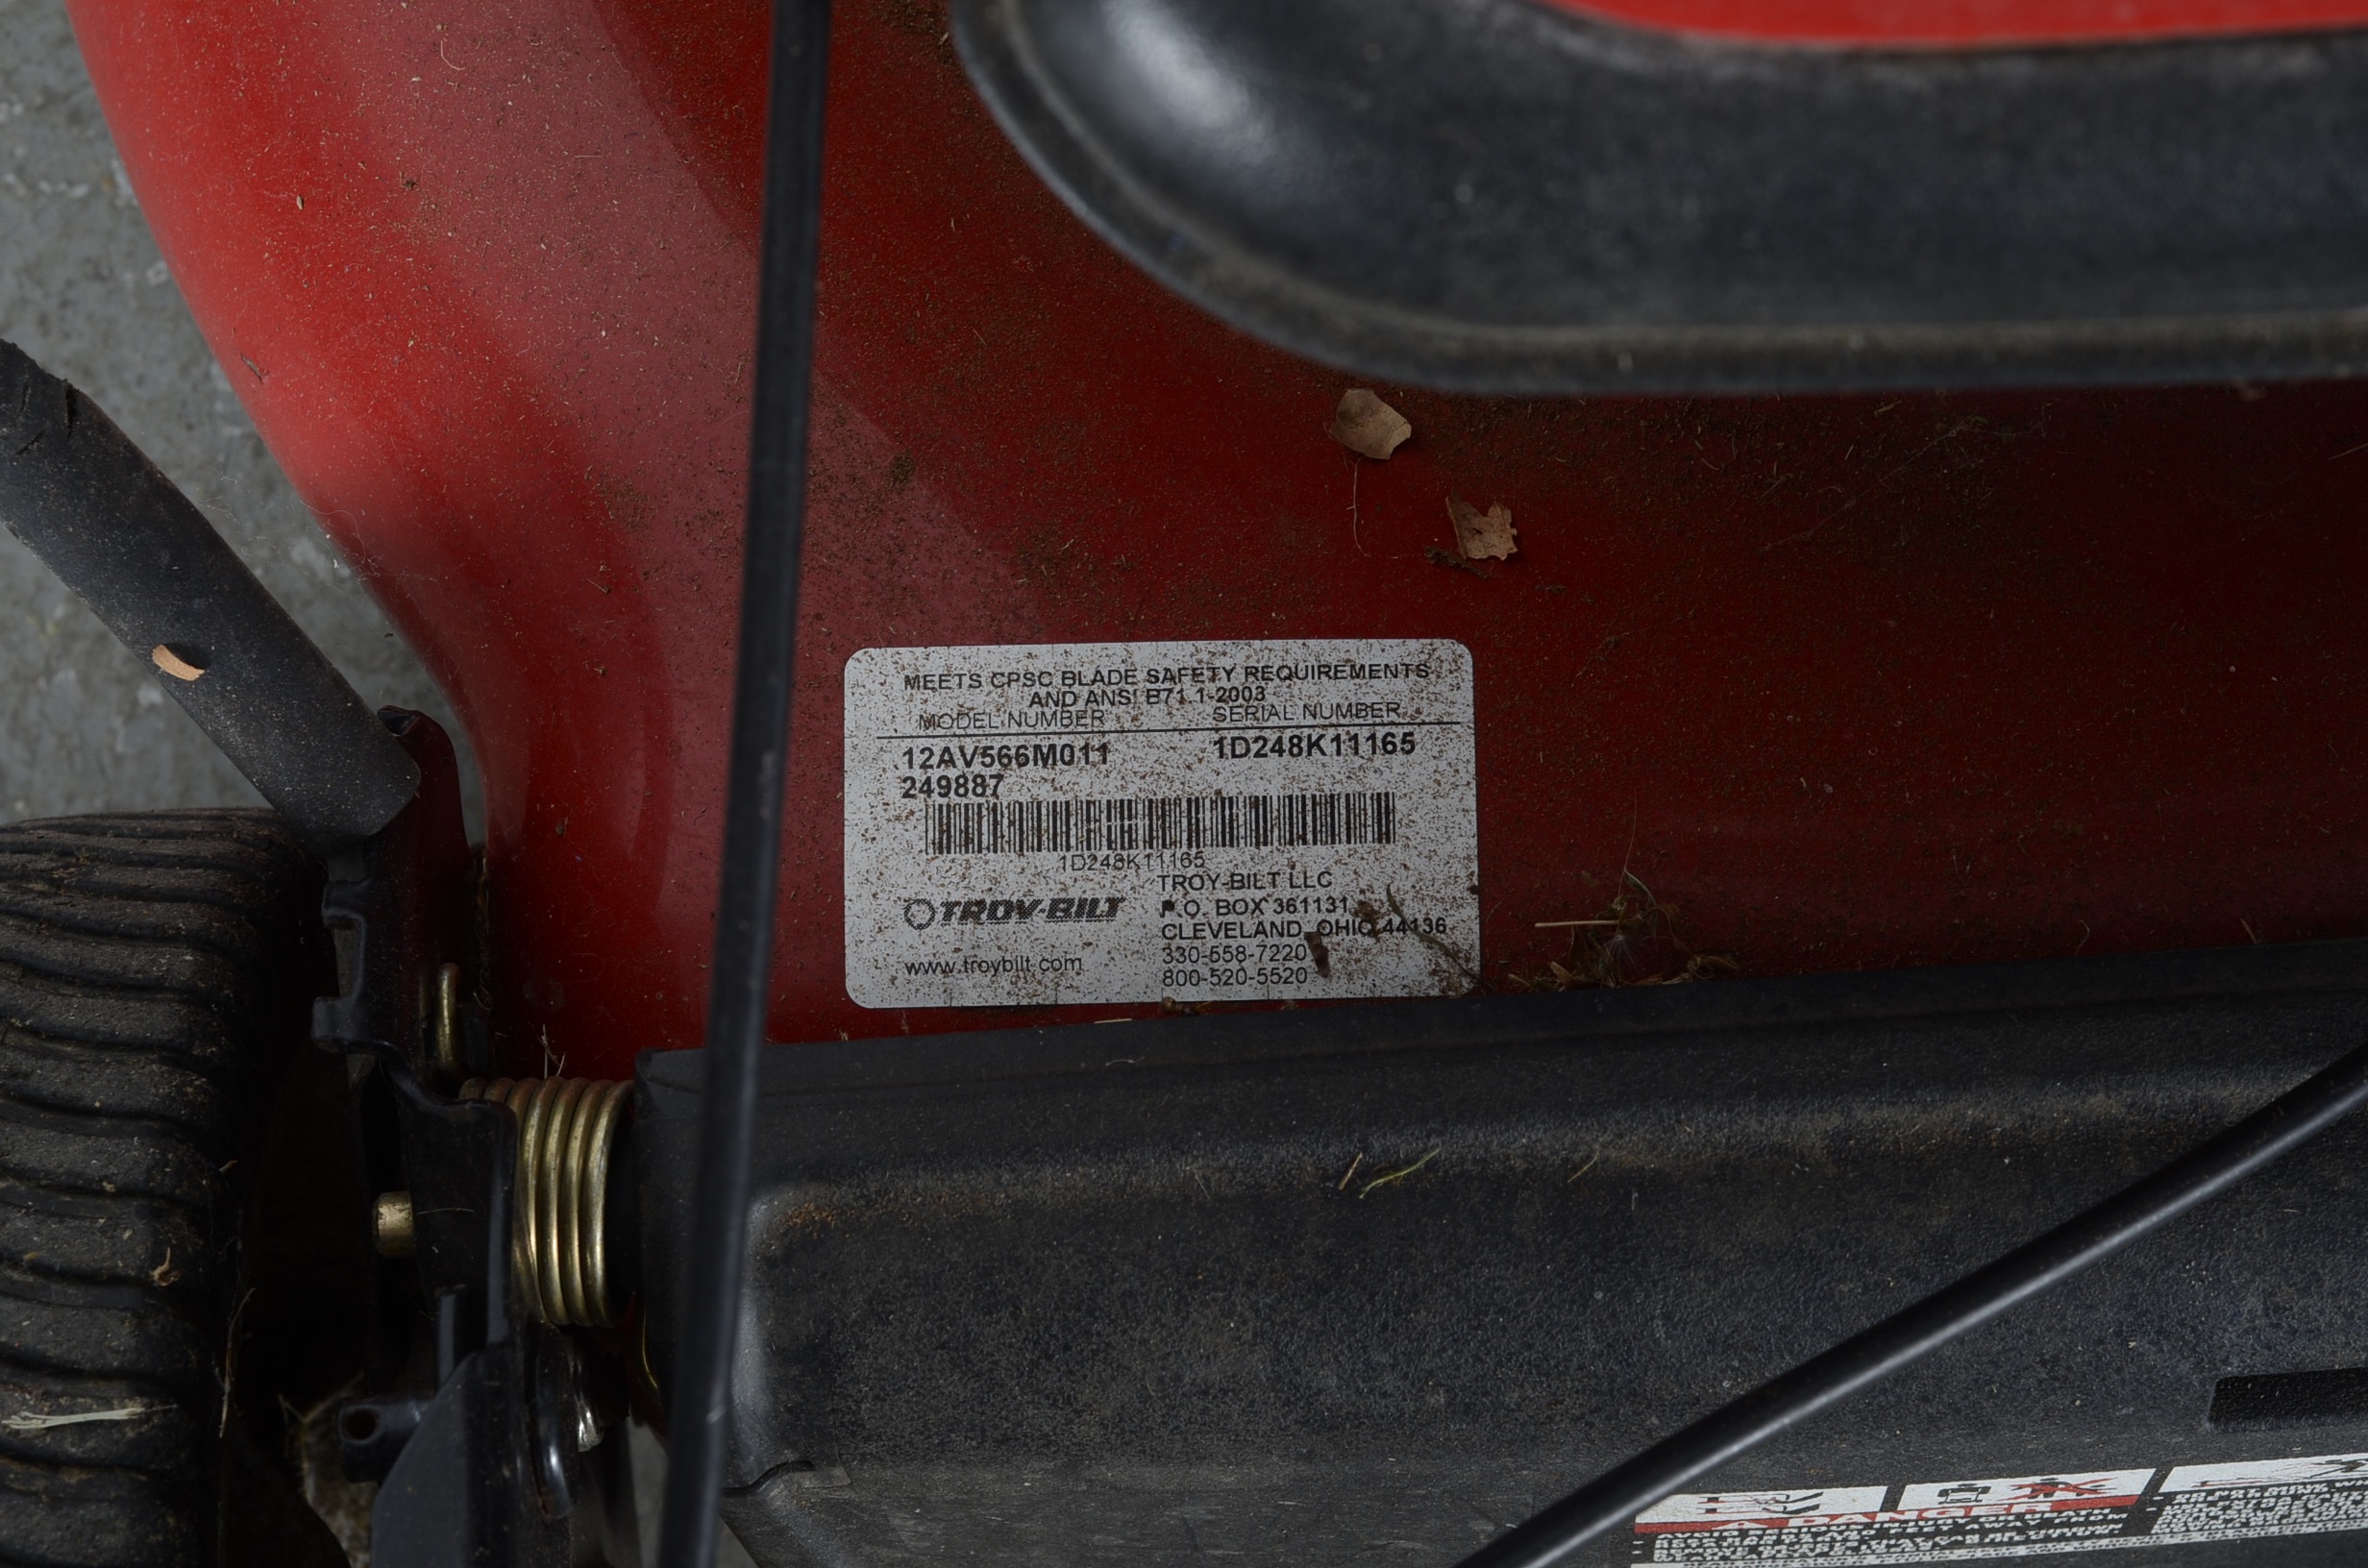 MEETS CPSC BLADE SAFETY REQUIREMENTS
AND ANSI B71.1-2003
MODEL NUMBER SERIAL NUMBER
12AV566M011 1D248K11165
249887
1D248K11165
TROY-BILT LLC
TROY-BILT P.O. BOX 361131
CLEVELAND, OHIO 44136
330-558-7220
www.troybilt.com
800-520-5520
DANGER